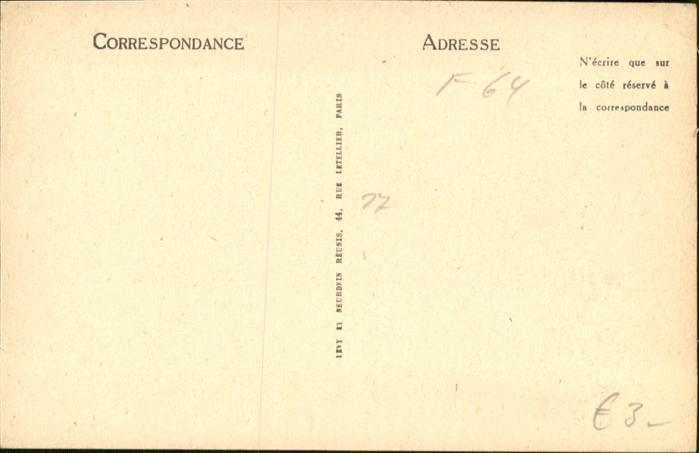 CORRESPONDANCE
ADRESSE
N'écrire que sur
le côté réservé à
la correspondance
F 64
LEVY ET NEURDEIN RÉUNIS, 44, RUE LETELLIER, PARIS
77
€ 3-